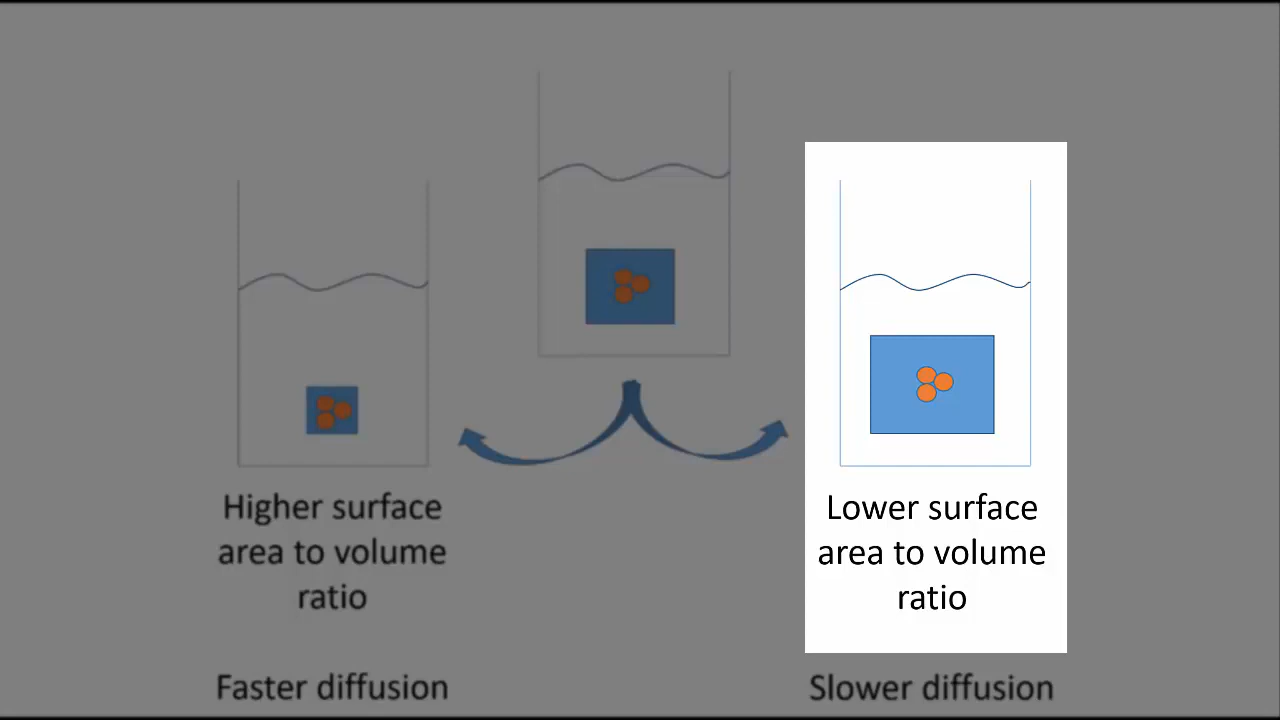 Higher surface
area to volume
ratio
Faster diffusion
Lower surface
area to volume
ratio
Slower diffusion